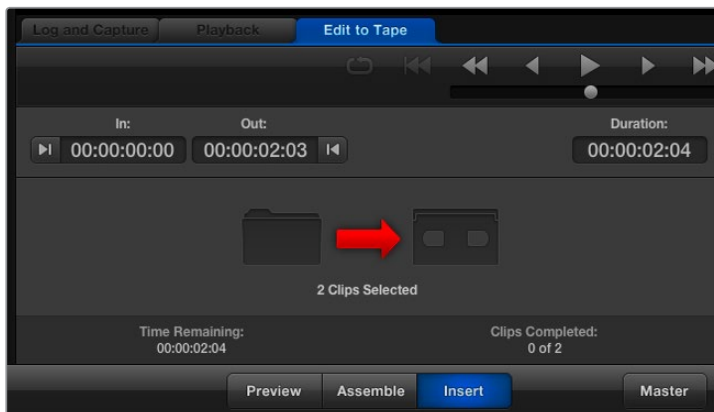 Log and Capture Playback Edit to Tape
In: Out: Duration:
00:00:00:00 00:00:02:03 00:00:02:04
2 Clips Selected
Time Remaining: Clips Completed:
00:00:02:04 0 of 2
Preview Assemble Insert Master